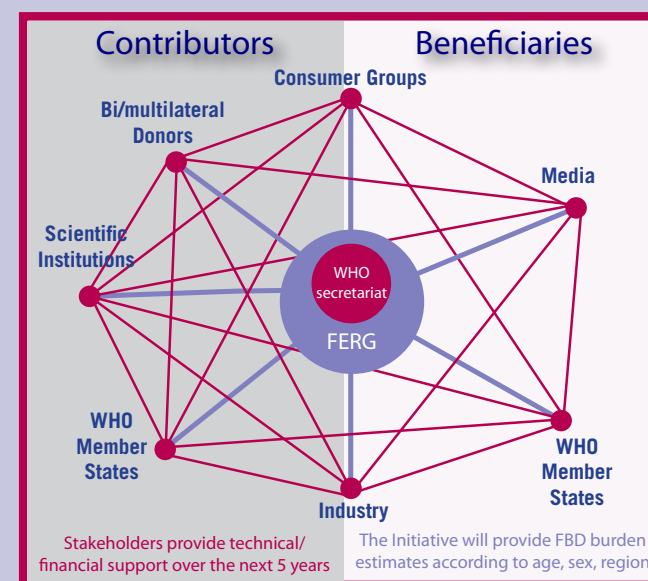 Contributors
Beneficiaries
Consumer Groups
Bi/multilateral
Donors
Media
Scientific
Institutions
WHO
secretariat
FERG
WHO
Member
States
WHO
Member
States
Industry
Stakeholders provide technical/
financial support over the next 5 years
The Initiative will provide FBD burden
estimates according to age, sex, region